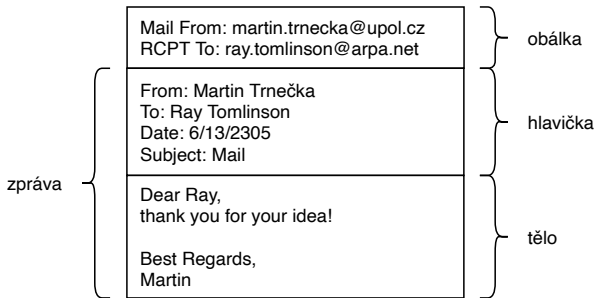 Mail From: martin.trnecka@upol.cz
RCPT To: ray.tomlinson@arpa.net
obálka
From: Martin Trnečka
To: Ray Tomlinson
Date: 6/13/2305
Subject: Mail
hlavička
zpráva
Dear Ray,
thank you for your idea!
Best Regards,
Martin
tělo